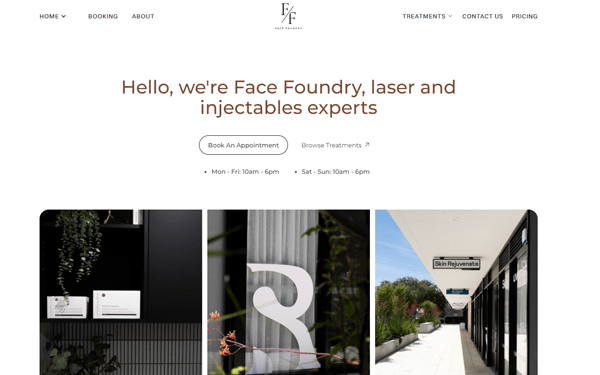 HOME
BOOKING
ABOUT
F/F
FACE FOUNDRY
TREATMENTS
CONTACT US
PRICING
Hello, we're Face Foundry, laser and
injectables experts
Book An Appointment
Browse Treatments
Mon - Fri: 10am - 6pm
Sat - Sun: 10am - 6pm
R
Skin Rejuvenate